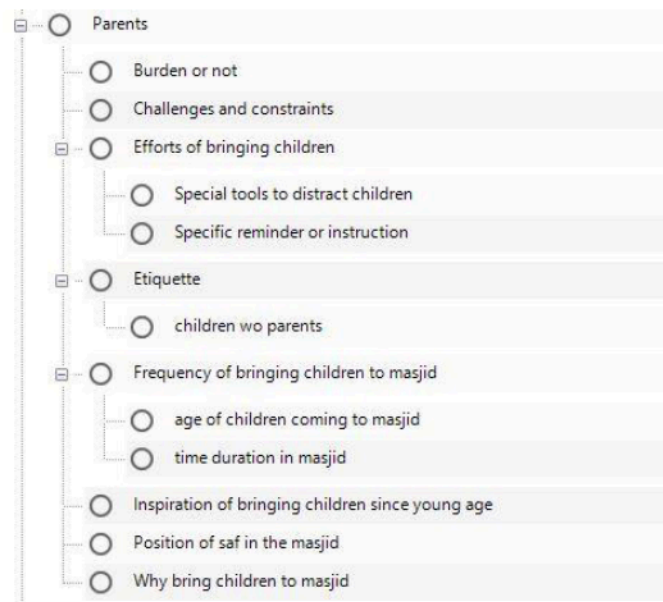 Parents
Burden or not
Challenges and constraints
Efforts of bringing children
Special tools to distract children
Specific reminder or instruction
Etiquette
children wo parents
Frequency of bringing children to masjid
age of children coming to masjid
time duration in masjid
Inspiration of bringing children since young age
Position of saf in the masjid
Why bring children to masjid